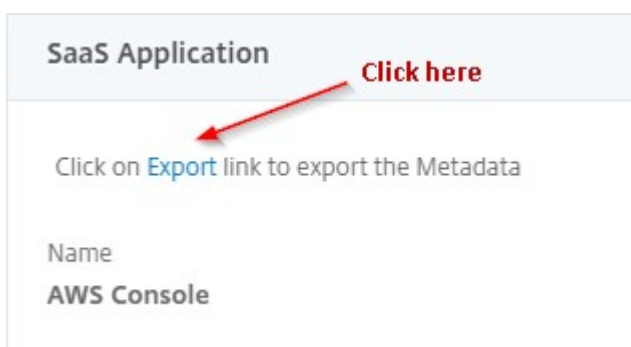 SaaS Application
Click here
Click on Export link to export the Metadata
Name
AWS Console